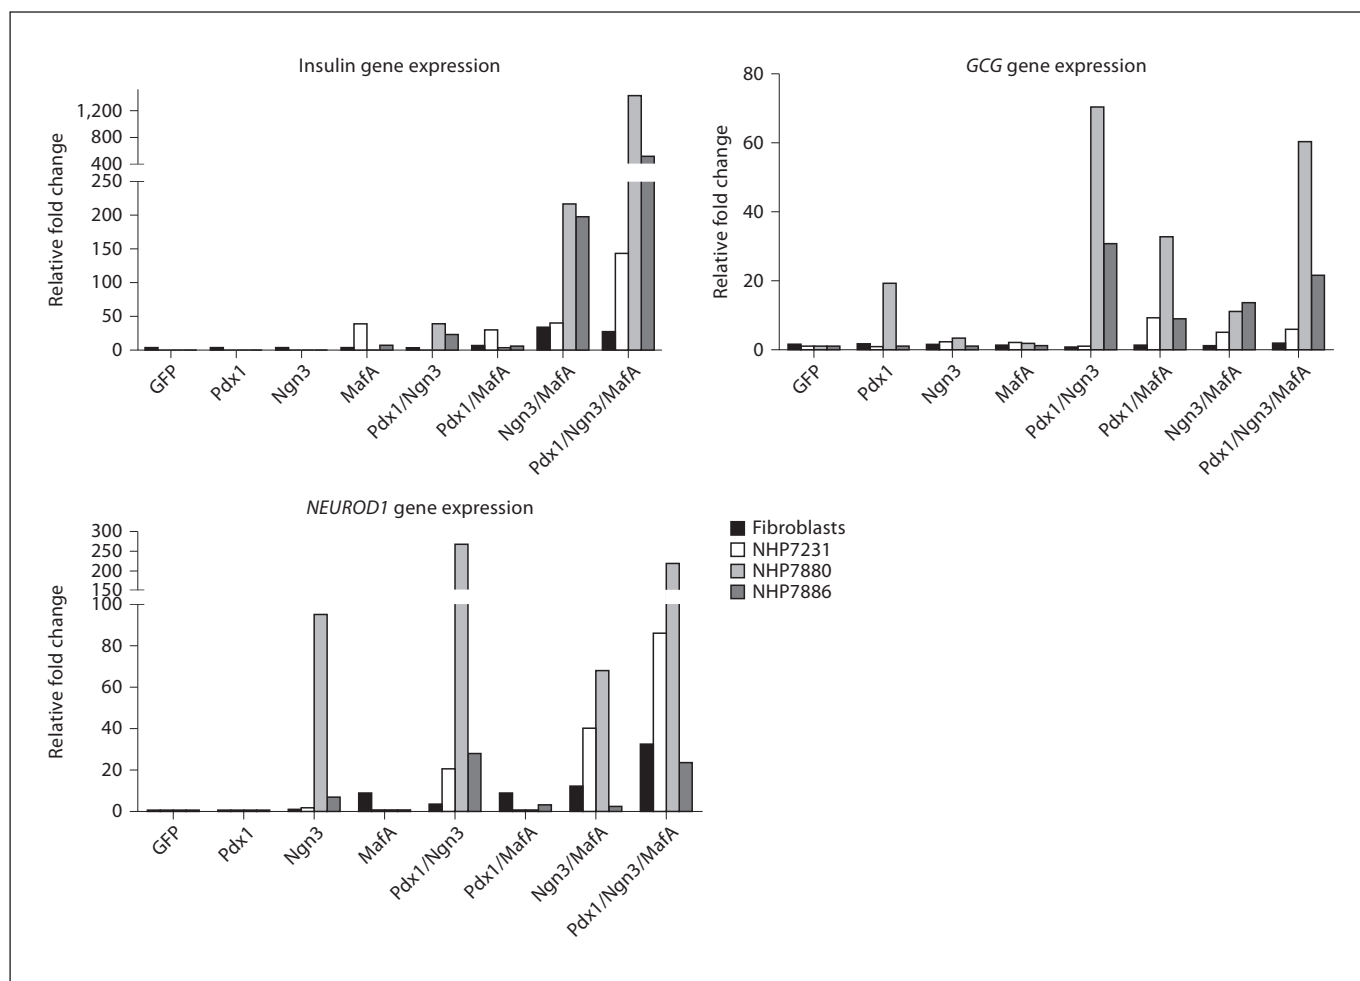 Insulin gene expression
Relative fold change
1,200
800
400
250
200
150
100
50
0
GFP
Pdx1
Ngn3
MafA
Pdx1/Ngn3
Pdx1/MafA
Ngn3/MafA
Pdx1/Ngn3/MafA
GCG gene expression
Relative fold change
80
60
40
20
0
GFP
Pdx1
Ngn3
MafA
Pdx1/Ngn3
Pdx1/MafA
Ngn3/MafA
Pdx1/Ngn3/MafA
NEUROD1 gene expression
Relative fold change
300
250
200
150
100
80
60
40
20
0
GFP
Pdx1
Ngn3
MafA
Pdx1/Ngn3
Pdx1/MafA
Ngn3/MafA
Pdx1/Ngn3/MafA
Fibroblasts
NHP7231
NHP7880
NHP7886